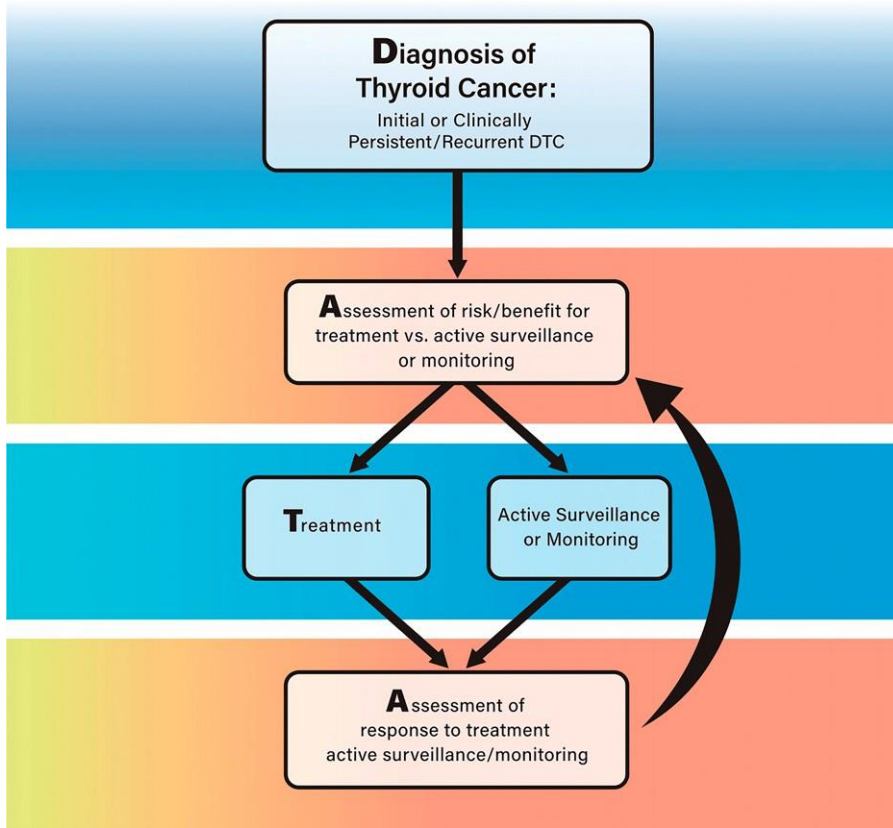 Diagnosis of
Thyroid Cancer:
Initial or Clinically
Persistent/Recurrent DTC
Assessment of risk/benefit for
treatment vs. active surveillance
or monitoring
Treatment
Active Surveillance
or Monitoring
Assessment of
response to treatment
active surveillance/monitoring